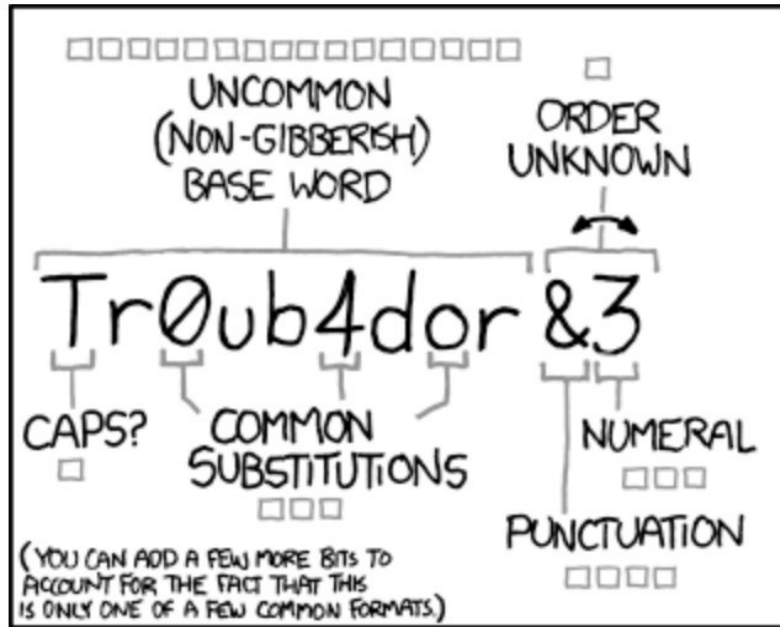 UNCOMMON
(NON-GIBBERISH)
BASE WORD
ORDER
UNKNOWN
Tr0ub4dor &3
CAPS?
COMMON
SUBSTITUTIONS
NUMERAL
PUNCTUATION
(YOU CAN ADD A FEW MORE BITS TO
ACCOUNT FOR THE FACT THAT THIS
IS ONLY ONE OF A FEW COMMON FORMATS.)